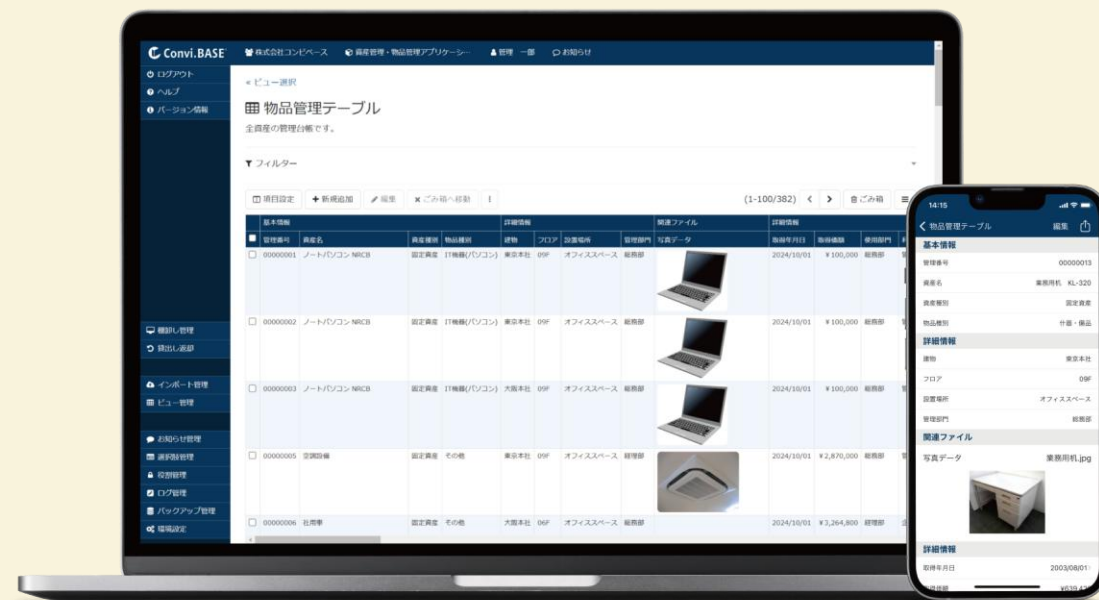 Convi.BASE
株式会社コンビベース 資産管理・物品管理アプリケーシ… 管理 一郎 お知らせ
ログアウト
ヘルプ
バージョン情報
棚卸し管理
貸出し返却
インポート管理
ビュー管理
お知らせ管理
選択肢管理
役割管理
ログ管理
バックアップ管理
環境設定
« ビュー選択
物品管理テーブル
全資産の管理台帳です。
フィルター
項目設定 新規追加 編集 ごみ箱へ移動 (1-100/382) ごみ箱
基本情報 詳細情報 関連ファイル 詳細情報
管理番号 資産名 資産種別 物品種別 建物 フロア 設置場所 管理部門 写真データ 取得年月日 取得価額 使用部門
00000001 ノートパソコン NRCB 固定資産 IT機器(パソコン) 東京本社 09F オフィススペース 総務部 2024/10/01 ¥100,000 総務部
00000002 ノートパソコン NRCB 固定資産 IT機器(パソコン) 東京本社 09F オフィススペース 総務部 2024/10/01 ¥100,000 総務部
00000003 ノートパソコン NRCB 固定資産 IT機器(パソコン) 大阪本社 09F オフィススペース 総務部 2024/10/01 ¥100,000 総務部
00000005 空調設備 固定資産 その他 東京本社 09F オフィススペース 経理部 2024/10/01 ¥2,870,000 総務部
00000006 社用車 固定資産 その他 大阪本社 06F オフィススペース 総務部 2024/10/01 ¥3,264,800 経理部
14:15
物品管理テーブル 編集
基本情報
管理番号 00000013
資産名 業務用机 KL-320
資産種別 固定資産
物品種別 什器・備品
詳細情報
建物 東京本社
フロア 09F
設置場所 オフィススペース
管理部門 総務部
関連ファイル
写真データ 業務用机.jpg
詳細情報
取得年月日 2003/08/01